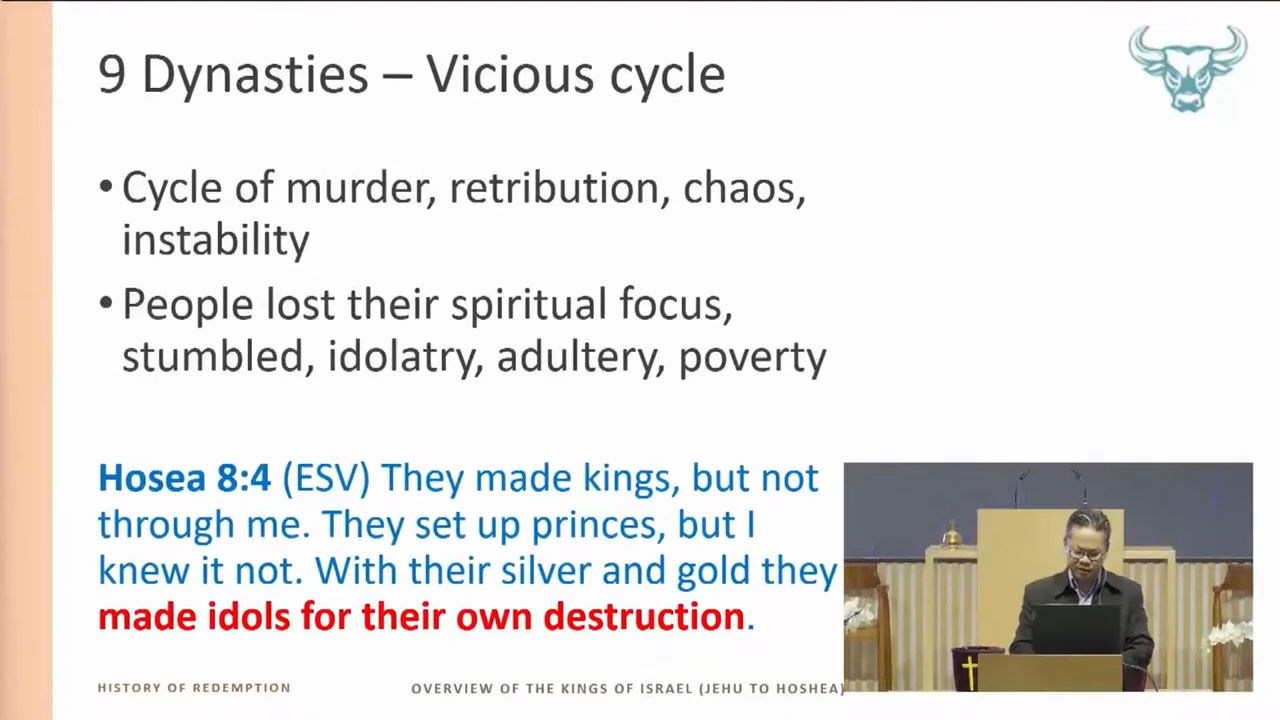 9 Dynasties – Vicious cycle
• Cycle of murder, retribution, chaos,
instability
• People lost their spiritual focus,
stumbled, idolatry, adultery, poverty
Hosea 8:4 (ESV) They made kings, but not
through me. They set up princes, but I
knew it not. With their silver and gold they
made idols for their own destruction.
HISTORY OF REDEMPTION
OVERVIEW OF THE KINGS OF ISRAEL (JEHU TO HOSHEA)